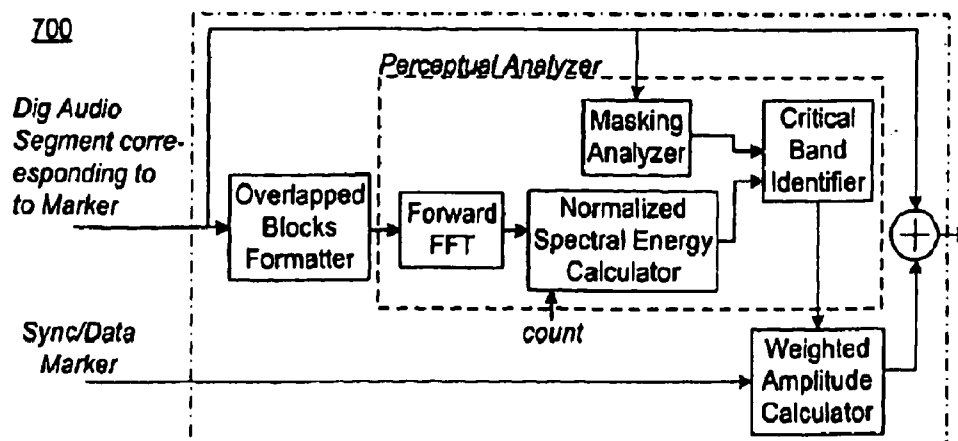 700
Perceptual Analyzer
Dig Audio
Segment corre-
sponding to
to Marker
Masking
Analyzer
Critical
Band
Identifier
Overlapped
Blocks
Formatter
Forward
FFT
Normalized
Spectral Energy
Calculator
count
Sync/Data
Marker
Weighted
Amplitude
Calculator